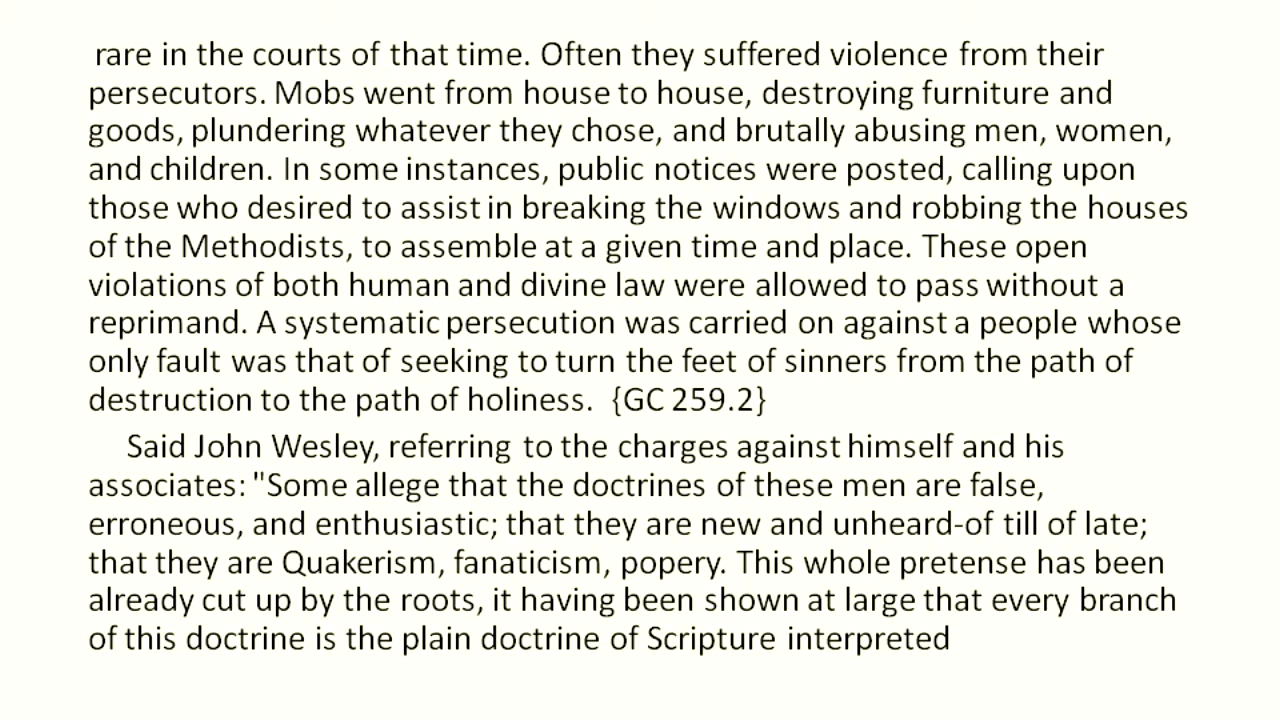 rare in the courts of that time. Often they suffered violence from their
persecutors. Mobs went from house to house, destroying furniture and
goods, plundering whatever they chose, and brutally abusing men, women,
and children. In some instances, public notices were posted, calling upon
those who desired to assist in breaking the windows and robbing the houses
of the Methodists, to assemble at a given time and place. These open
violations of both human and divine law were allowed to pass without a
reprimand. A systematic persecution was carried on against a people whose
only fault was that of seeking to turn the feet of sinners from the path of
destruction to the path of holiness.  {GC 259.2}
Said John Wesley, referring to the charges against himself and his
associates: "Some allege that the doctrines of these men are false,
erroneous, and enthusiastic; that they are new and unheard-of till of late;
that they are Quakerism, fanaticism, popery. This whole pretense has been
already cut up by the roots, it having been shown at large that every branch
of this doctrine is the plain doctrine of Scripture interpreted